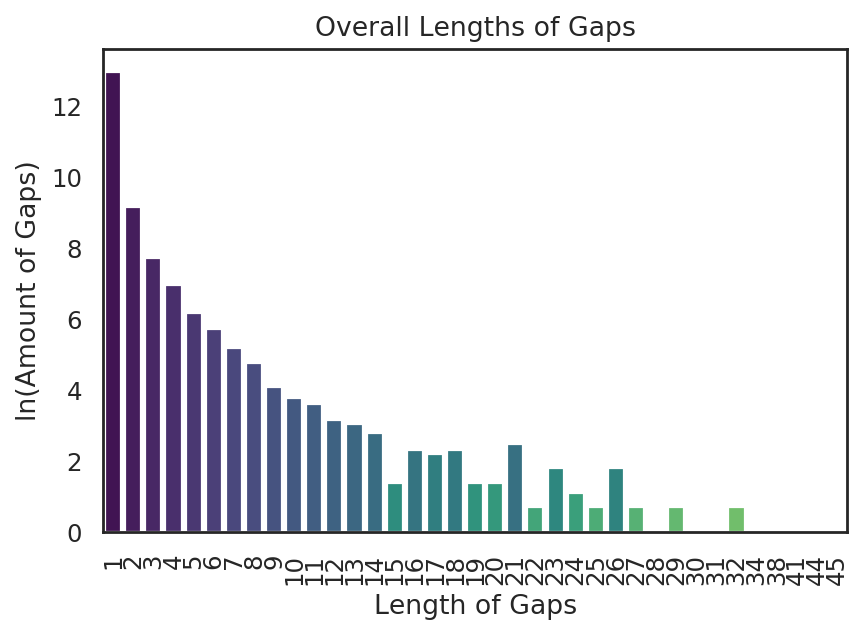 Overall Lengths of Gaps
ln(Amount of Gaps)
12
10
8
6
4
2
0
1 2 3 4 5 6 7 8 9 10 11 12 13 14 15 16 17 18 19 20 21 22 23 24 25 26 27 28 29 30 31 32 34 38 41 44 45
Length of Gaps